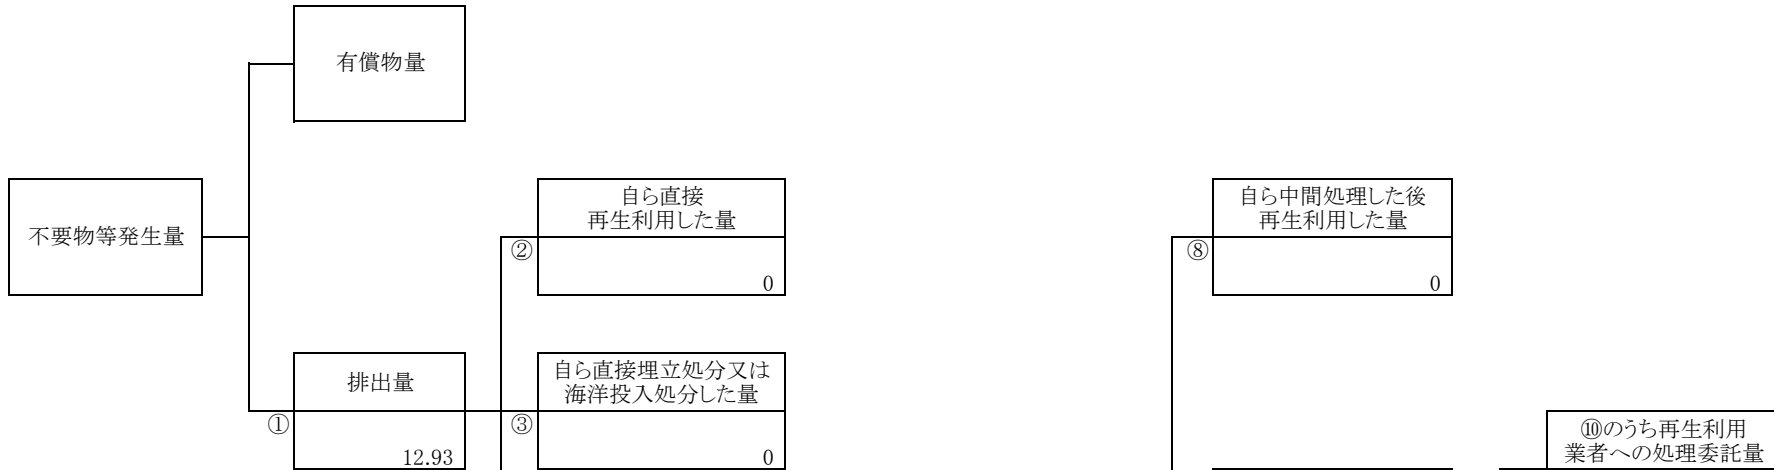 有償物量
不要物等発生量
自ら直接
再生利用した量
②
0
自ら中間処理した後
再生利用した量
⑧
0
排出量
①
12.93
自ら直接埋立処分又は
海洋投入処分した量
③
0
⑩のうち再生利用
業者への処理委託量